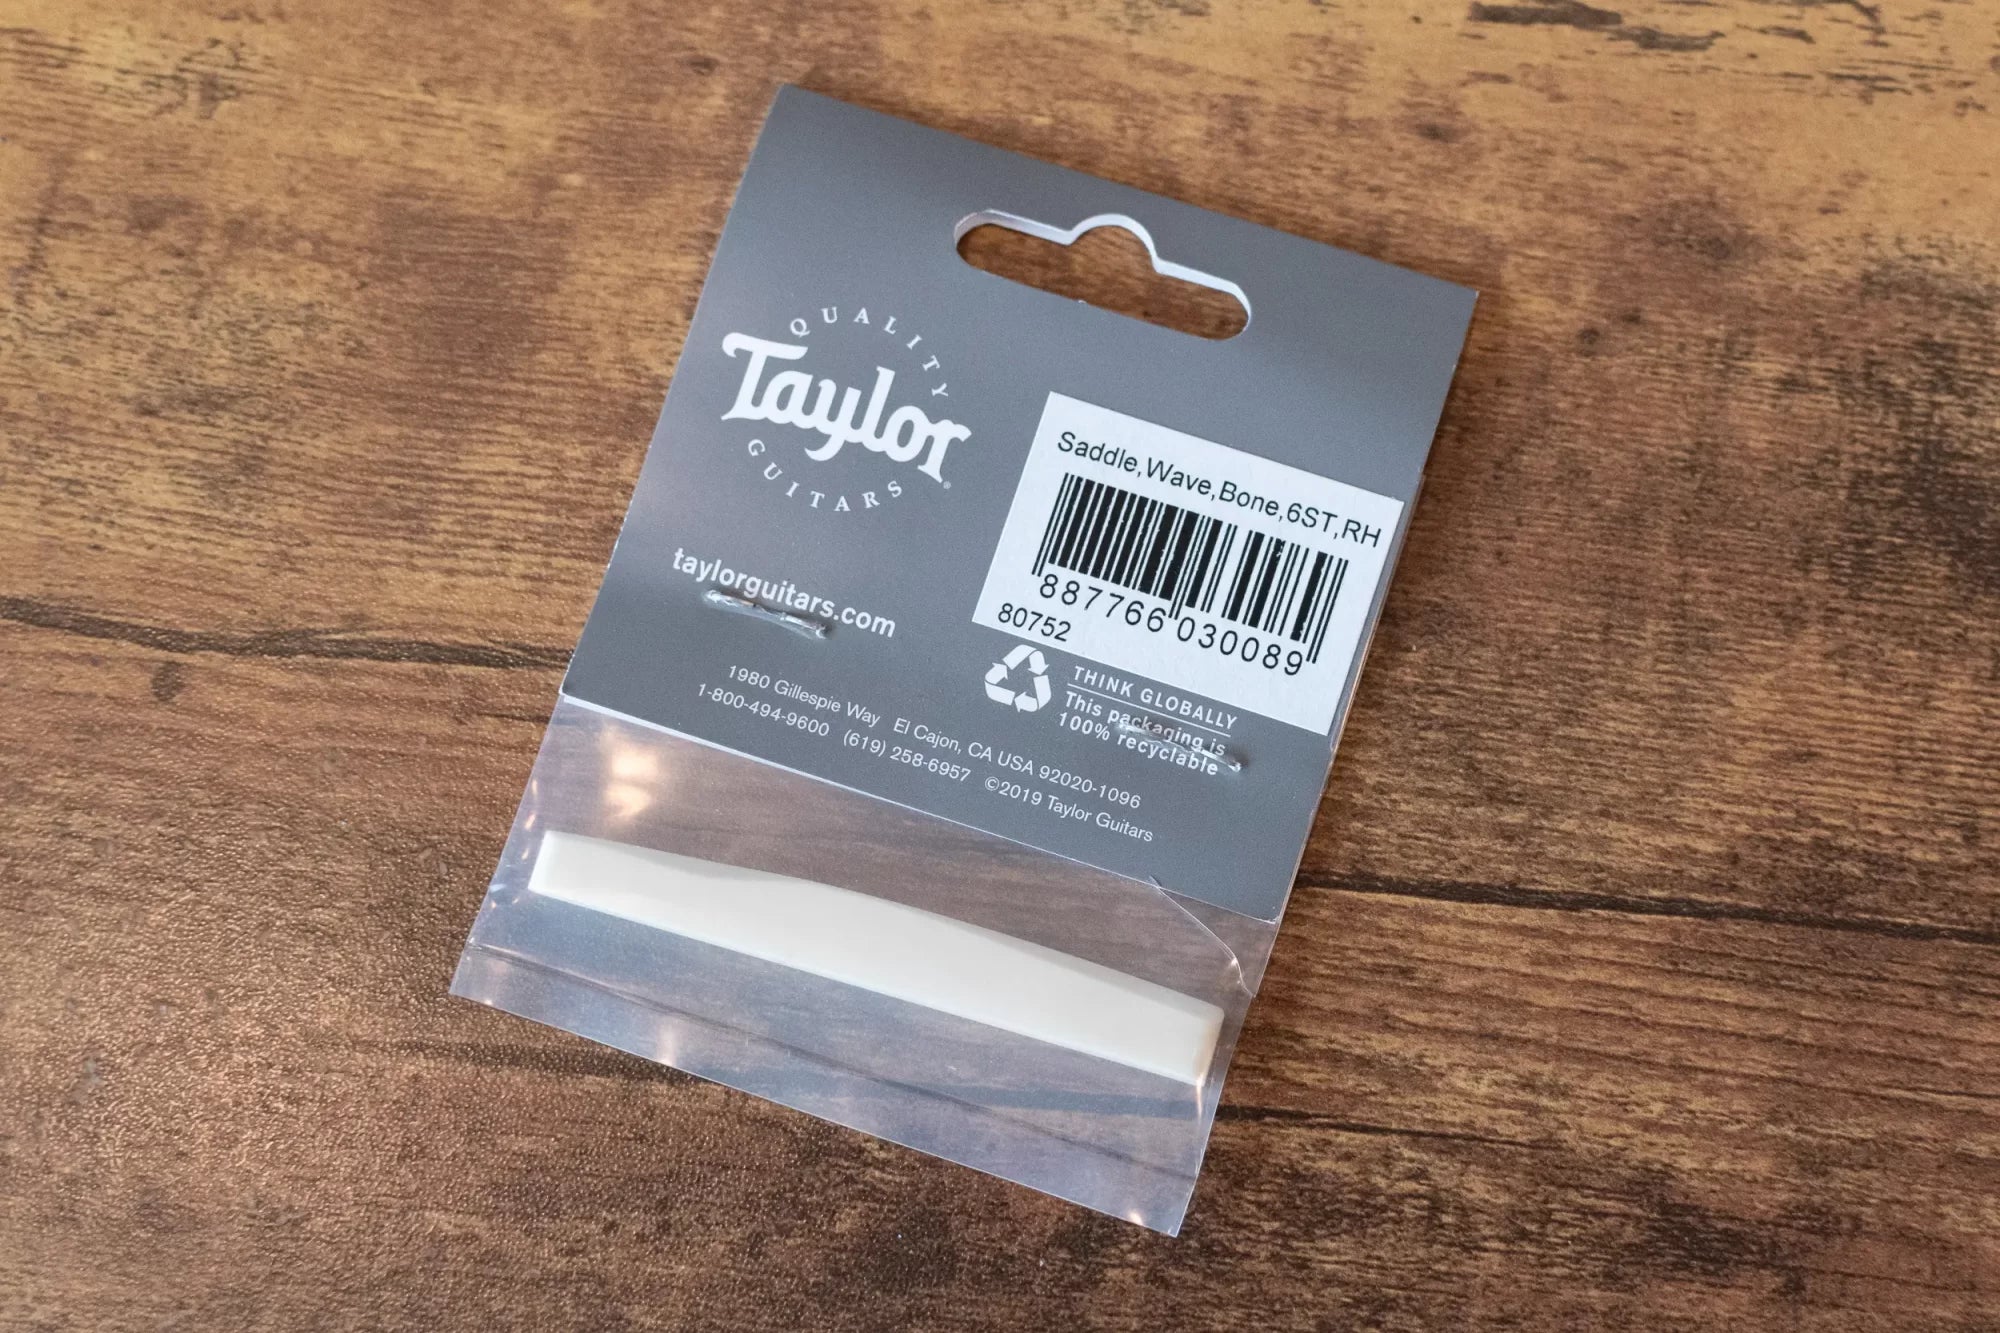 QUALITY
Taylor®
GUITARS
taylorguitars.com
Saddle,Wave,Bone,6ST,RH
887766 030089
80752
THINK GLOBALLY
This packaging is
100% recyclable
1980 Gillespie Way El Cajon, CA USA 92020-1096
1-800-494-9600 (619) 258-6957 ©2019 Taylor Guitars